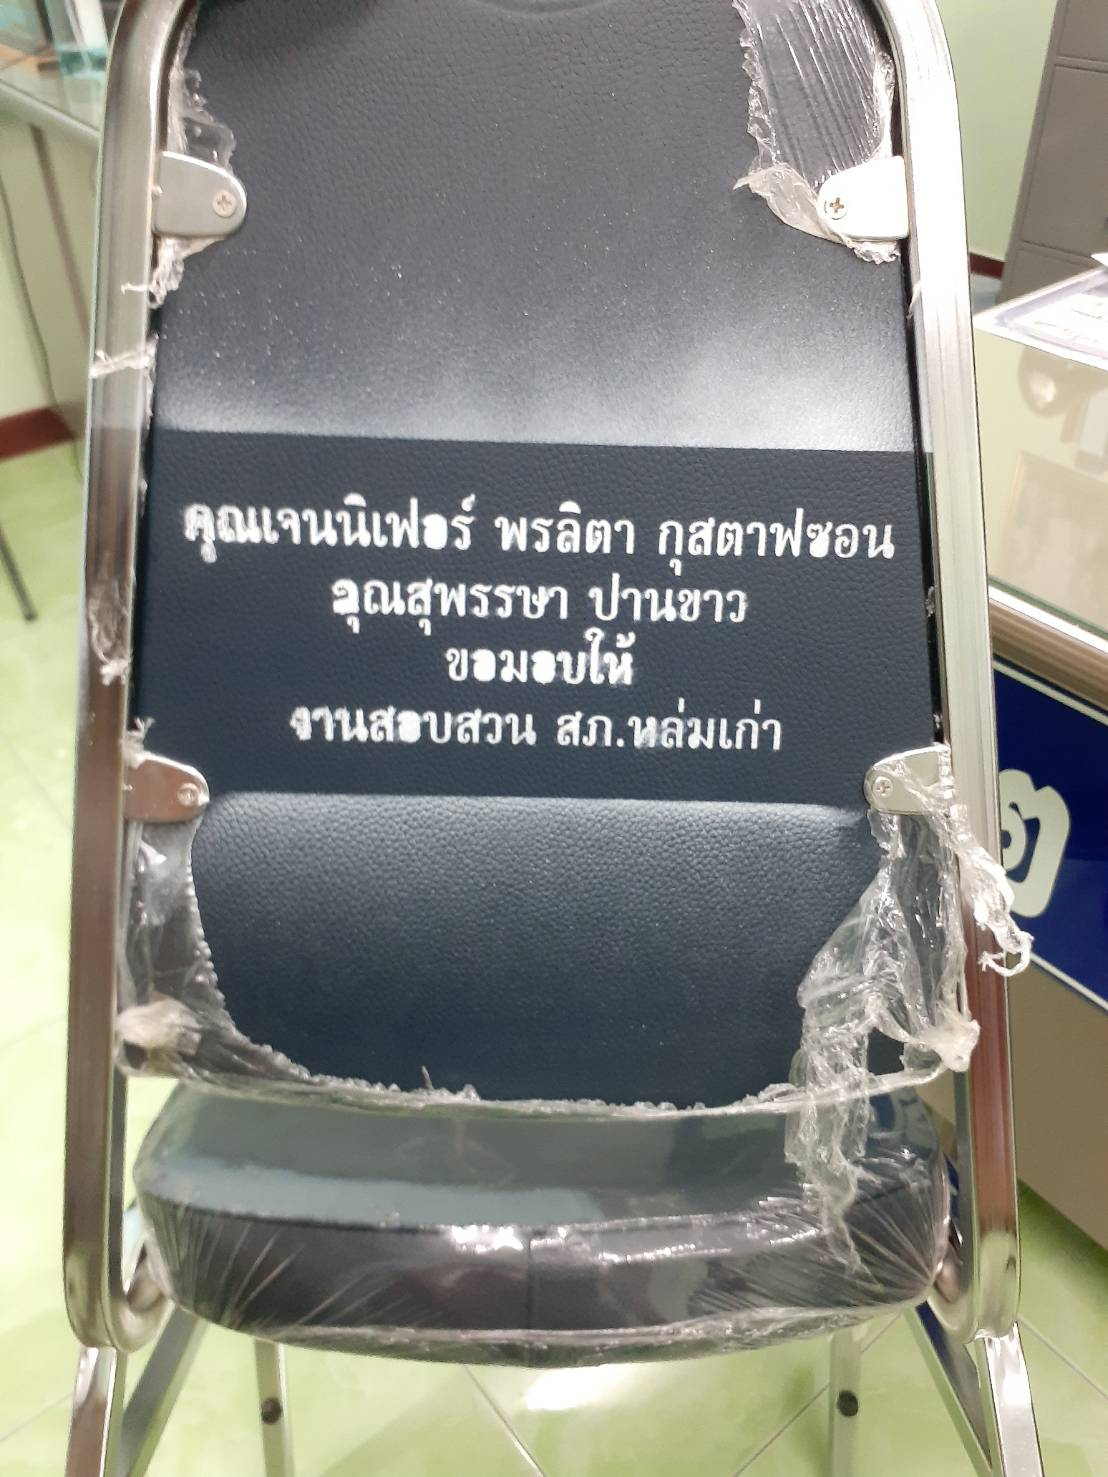 คุณเจนนิเฟอร์ พรลิตา กุสตาฟซอน
คุณสุพรรษา ปานขาว
ขอมอบให้
งานสอบสวน สภ.หล่มเก่า